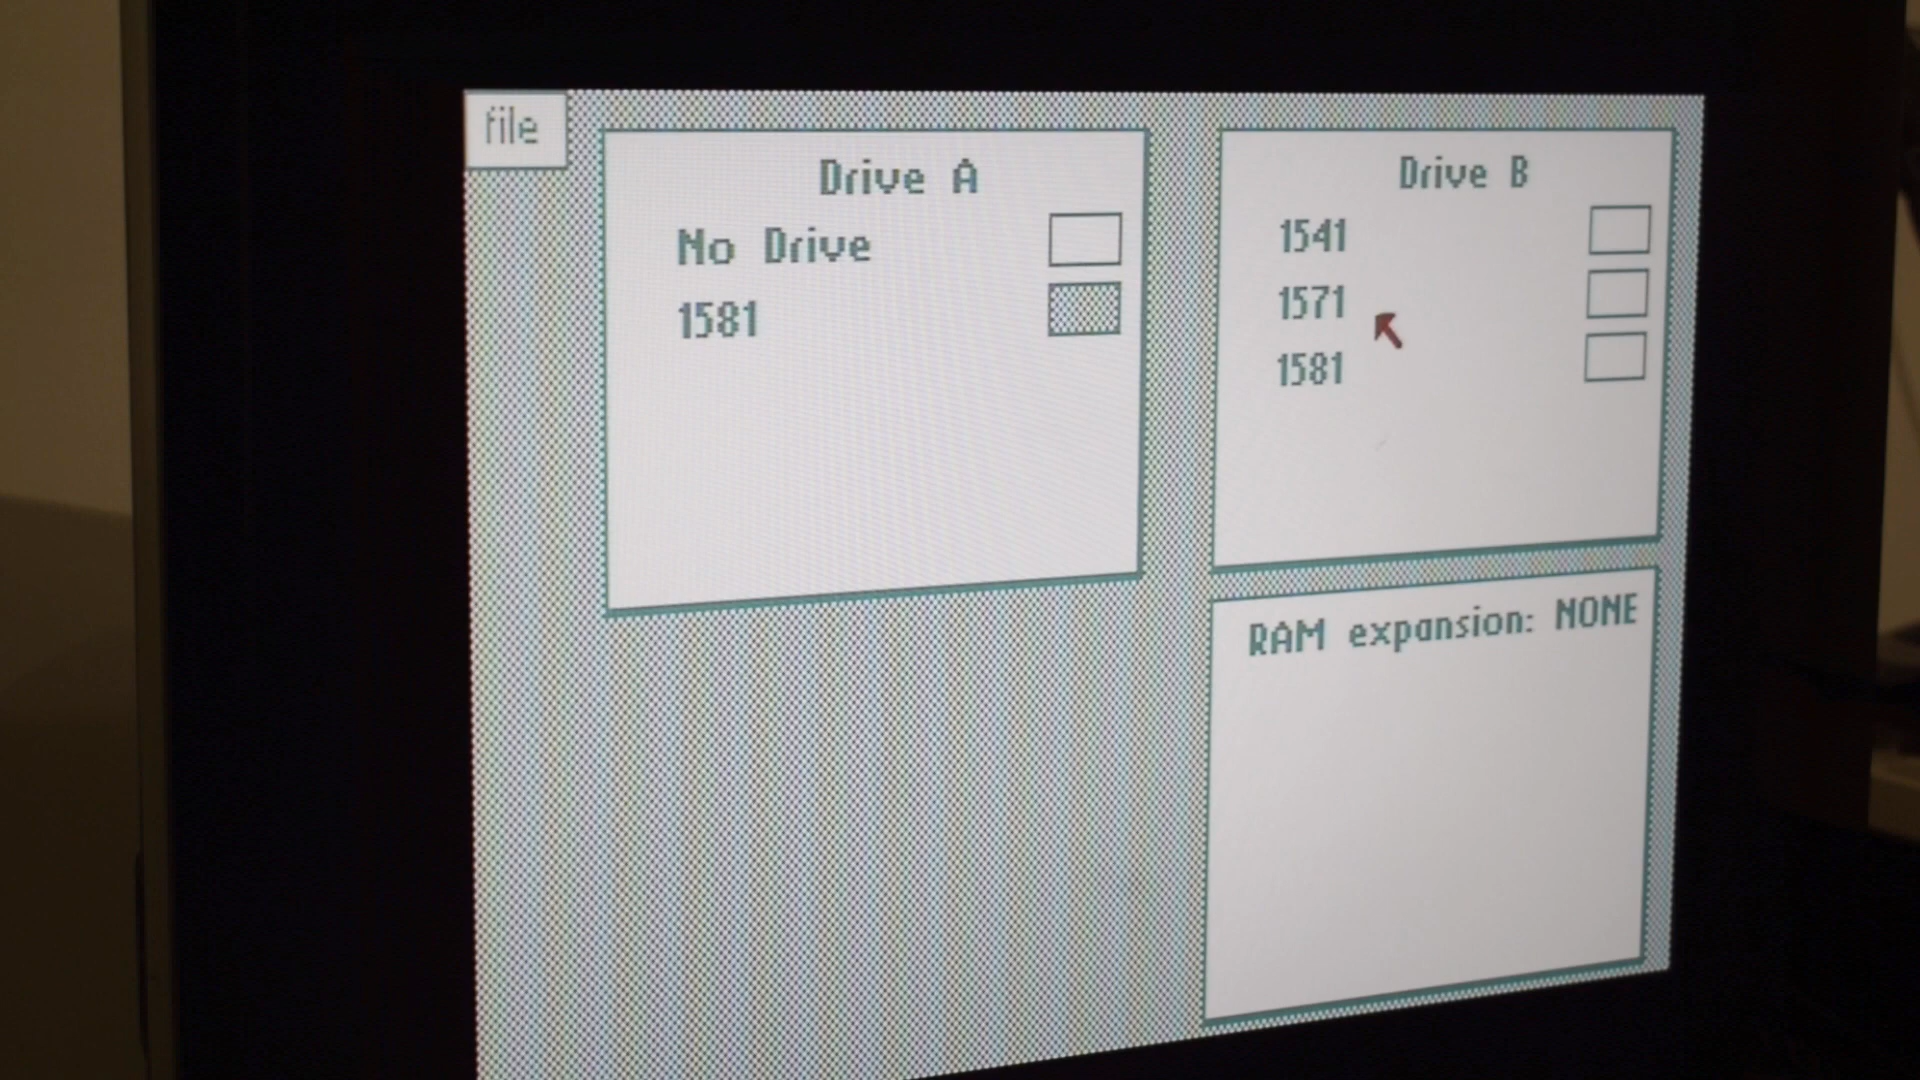 file
Drive A
No Drive
1581
Drive B
1541
1571
1581
RAM expansion: NONE